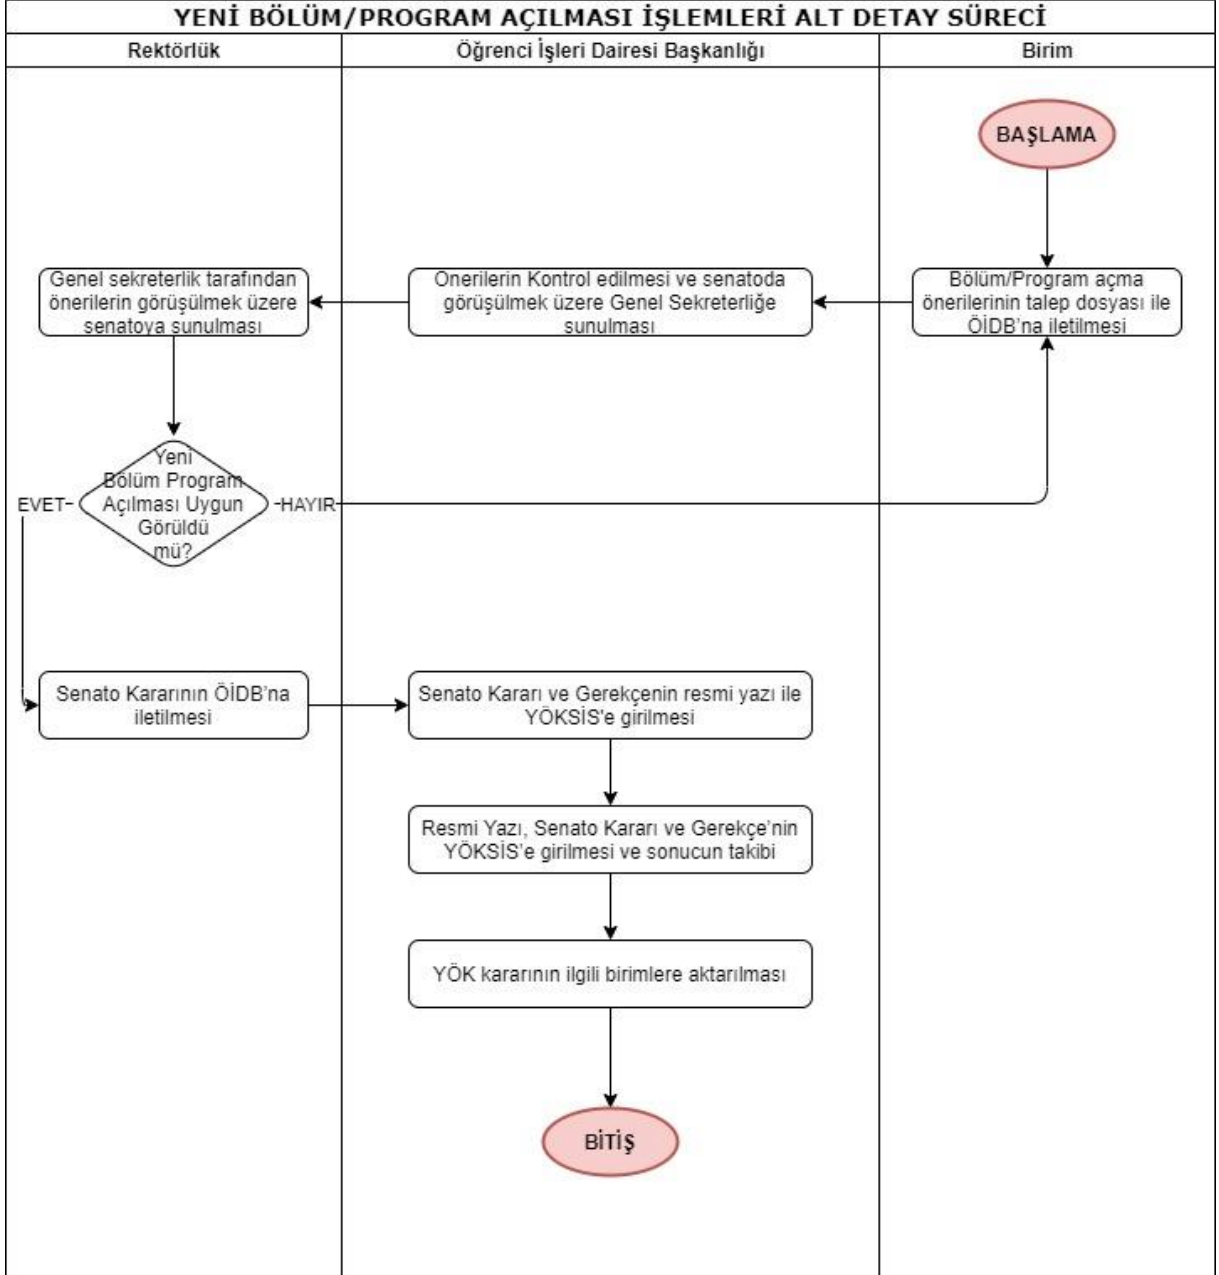 YENİ BÖLÜM/PROGRAM AÇILMASI İŞLEMLERİ ALT DETAY SÜRECİ
Rektörlük
Öğrenci İşleri Dairesi Başkanlığı
Birim
BAŞLAMA
Bölüm/Program açma
önerilerinin talep dosyası ile
ÖİDB'na iletilmesi
Onerilerin Kontrol edilmesi ve senatoda
görüşülmek üzere Genel Sekreterliğe
sunulması
Genel sekreterlik tarafından
önerilerin görüşülmek üzere
senatoya sunulması
Yeni
Bölüm Program
Açılması Uygun
Görüldü
mü?
EVET
HAYIR
Senato Kararının ÖİDB'na
iletilmesi
Senato Kararı ve Gerekçenin resmi yazı ile
YÖKSİS'e girilmesi
Resmi Yazı, Senato Kararı ve Gerekçe'nin
YÖKSİS'e girilmesi ve sonucun takibi
YÖK kararının ilgili birimlere aktarılması
BİTİŞ